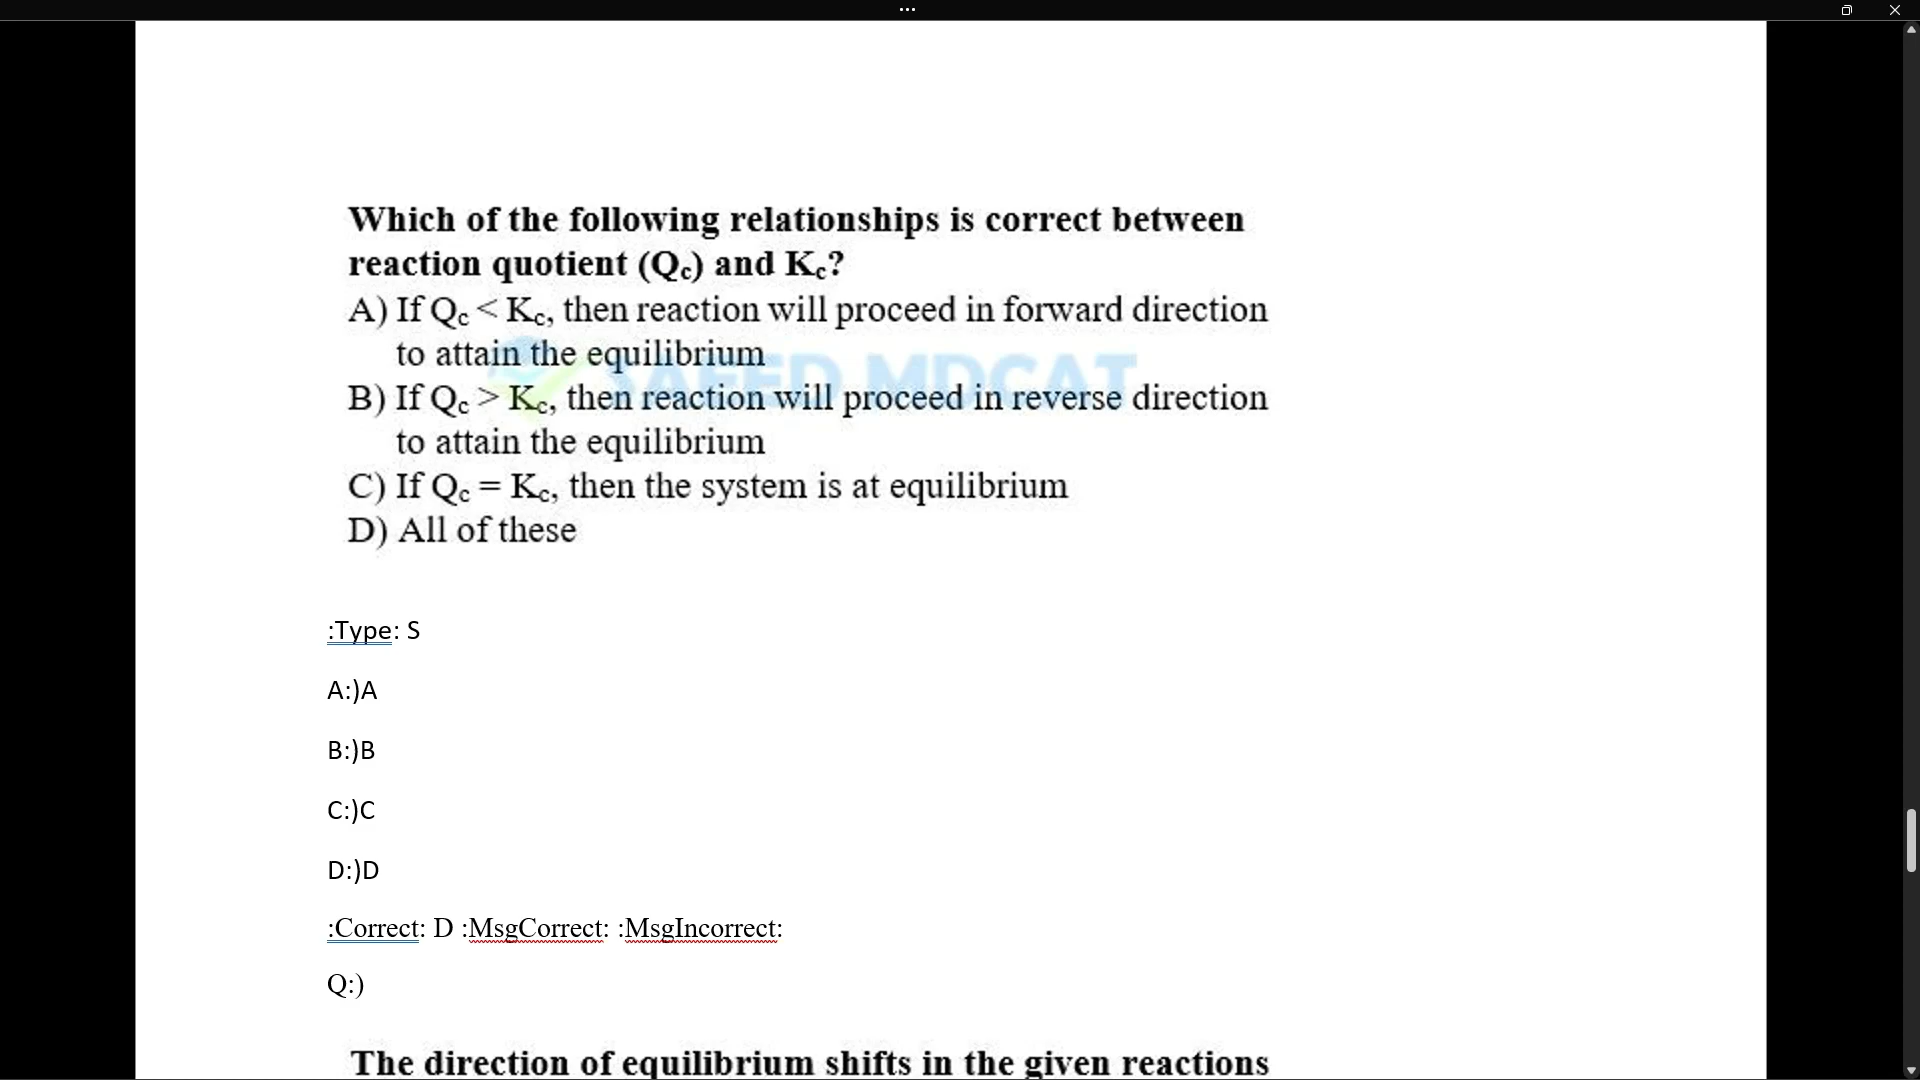 Which of the following relationships is correct between
reaction quotient (Qc) and Kc?
A) If Qc < Kc, then reaction will proceed in forward direction
to attain the equilibrium
SAEED MDCAT
B) If Qc > Kc, then reaction will proceed in reverse direction
to attain the equilibrium
C) If Qc = Kc, then the system is at equilibrium
D) All of these
:Type: S
A:)A
B:)B
C:)C
D:)D
:Correct: D :MsgCorrect: :MsgIncorrect:
Q:)
The direction of equilibrium shifts in the given reactions